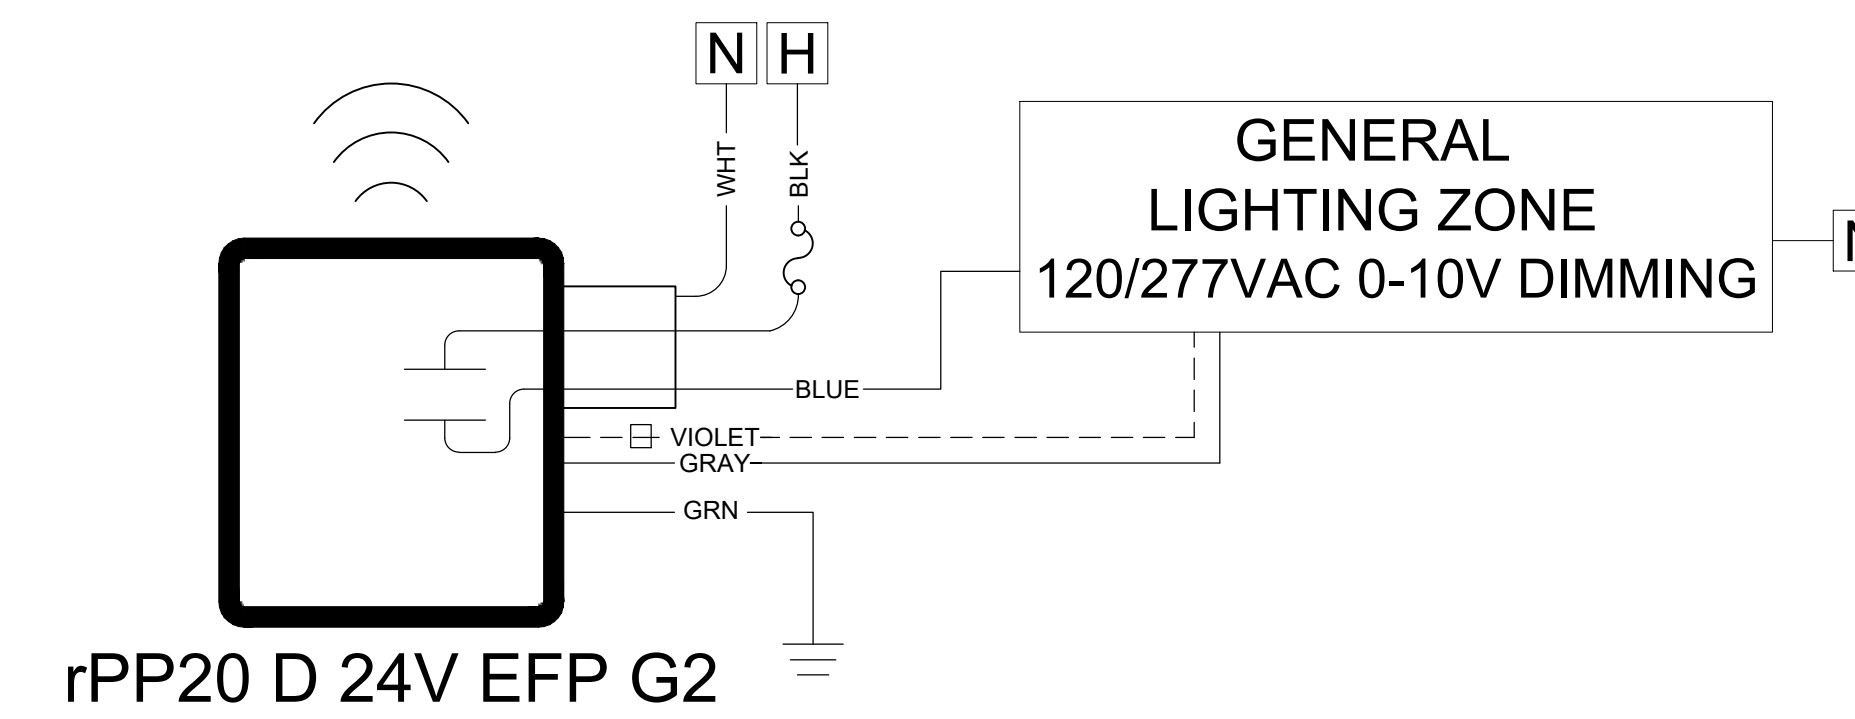 N H
WHT
BLK
GENERAL
LIGHTING ZONE
120/277VAC 0-10V DIMMING
BLUE
VIOLET
GRAY
GRN
rPP20 D 24V EFP G2